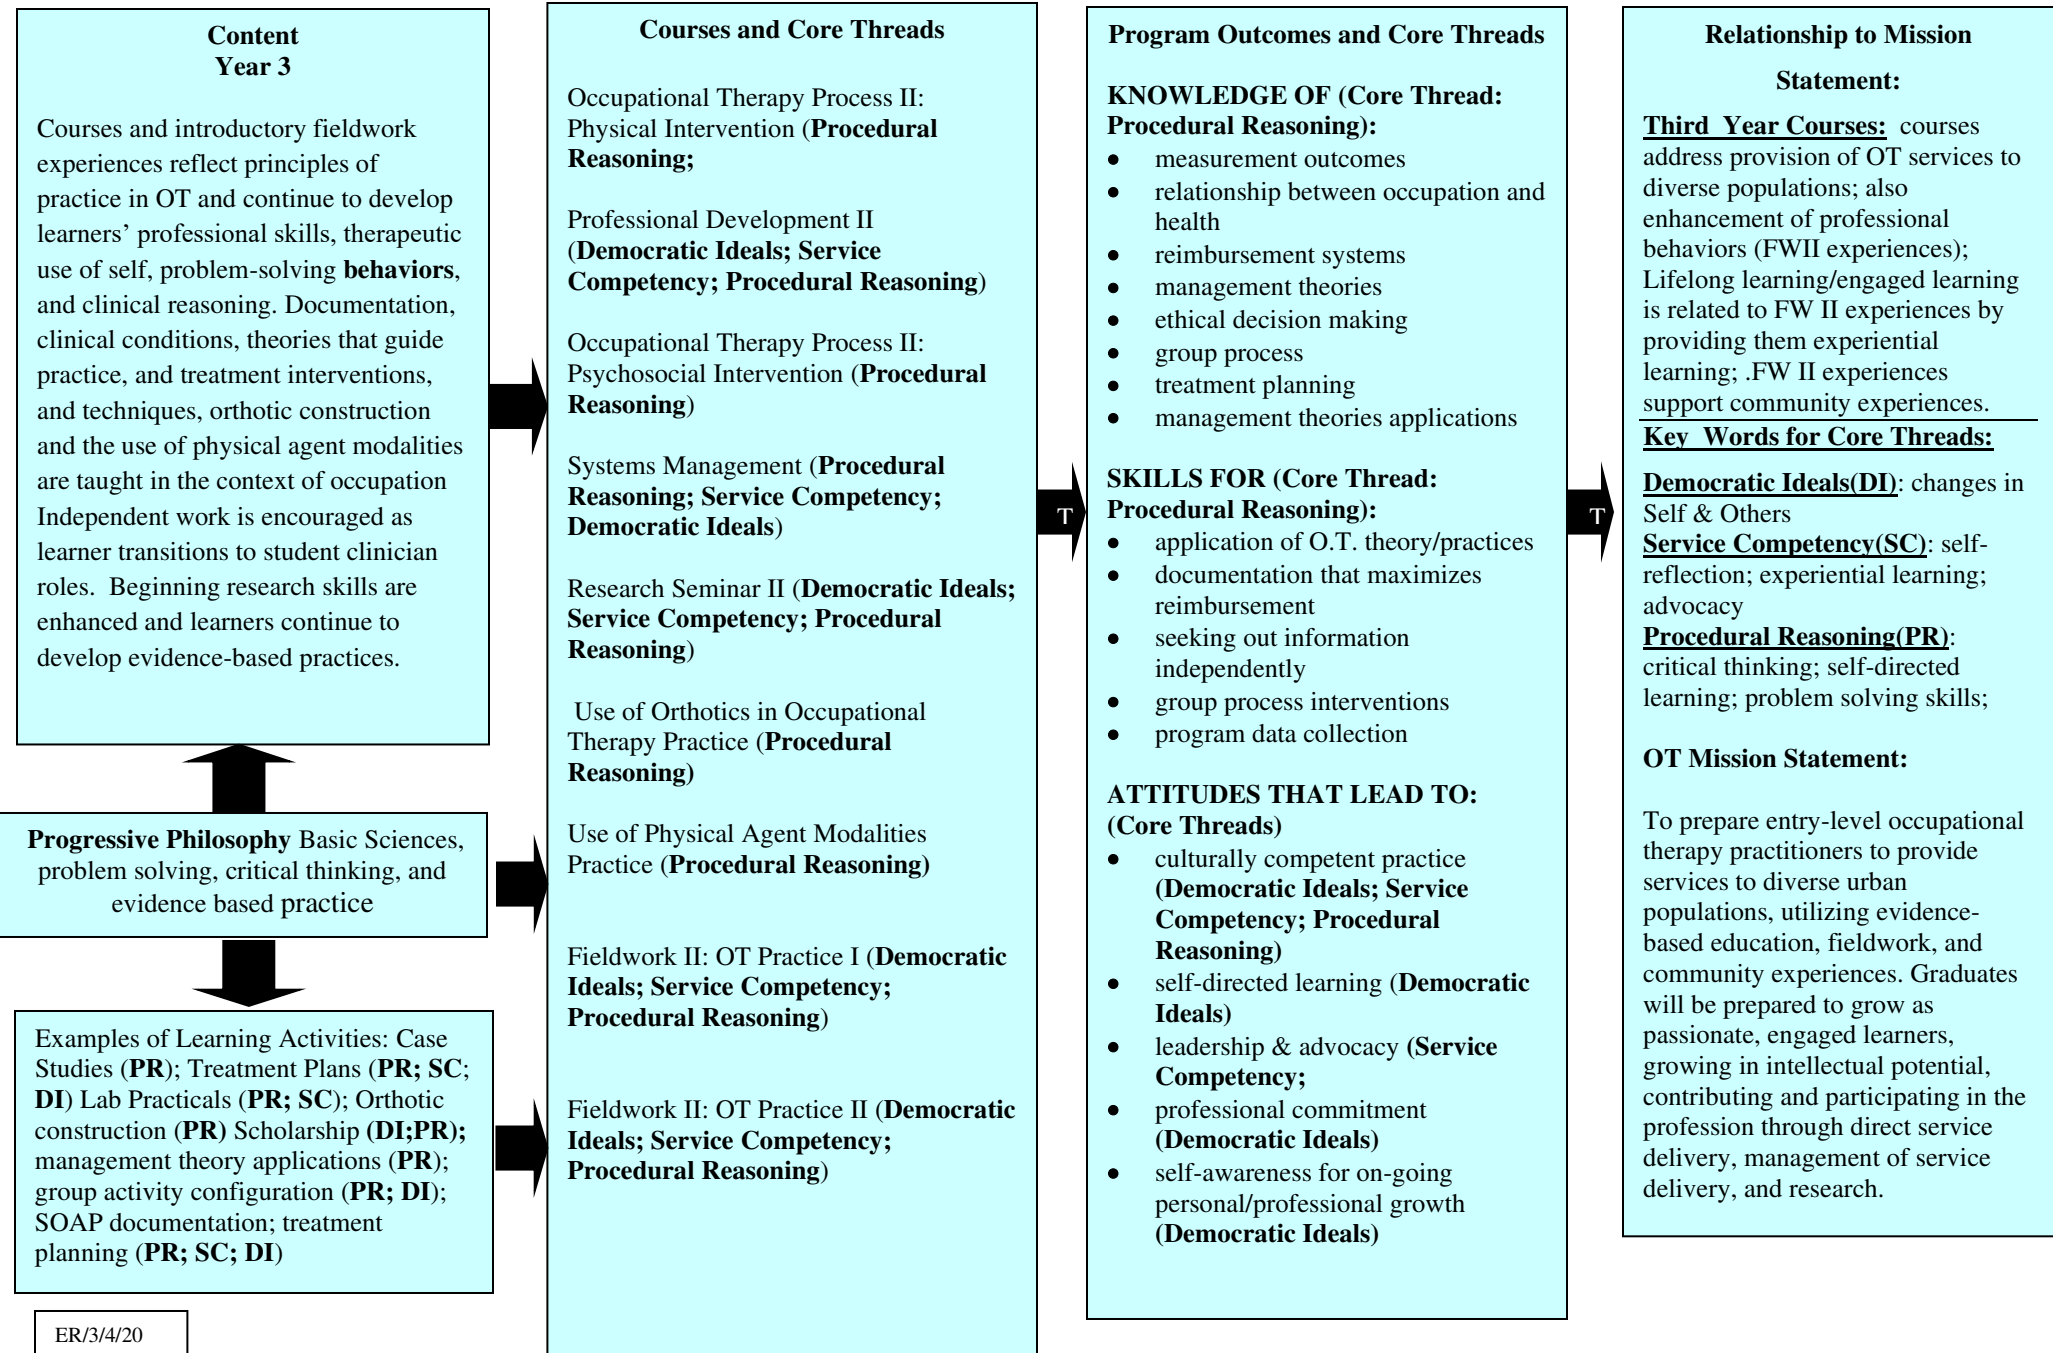 Content
Year 3
Courses and introductory fieldwork
experiences reflect principles of
practice in OT and continue to develop
learners’ professional skills, therapeutic
use of self, problem-solving behaviors,
and clinical reasoning. Documentation,
clinical conditions, theories that guide
practice, and treatment interventions,
and techniques, orthotic construction
and the use of physical agent modalities
are taught in the context of occupation
Independent work is encouraged as
learner transitions to student clinician
roles.  Beginning research skills are
enhanced and learners continue to
develop evidence-based practices.
Progressive Philosophy Basic Sciences,
problem solving, critical thinking, and
evidence based practice
Examples of Learning Activities: Case
Studies (PR); Treatment Plans (PR; SC;
DI) Lab Practicals (PR; SC); Orthotic
construction (PR) Scholarship (DI;PR);
management theory applications (PR);
group activity configuration (PR; DI);
SOAP documentation; treatment
planning (PR; SC; DI)
ER/3/4/20
Courses and Core Threads
Occupational Therapy Process II:
Physical Intervention (Procedural
Reasoning;
Professional Development II
(Democratic Ideals; Service
Competency; Procedural Reasoning)
Occupational Therapy Process II:
Psychosocial Intervention (Procedural
Reasoning)
Systems Management (Procedural
Reasoning; Service Competency;
Democratic Ideals)
Research Seminar II (Democratic Ideals;
Service Competency; Procedural
Reasoning)
Use of Orthotics in Occupational
Therapy Practice (Procedural
Reasoning)
Use of Physical Agent Modalities
Practice (Procedural Reasoning)
Fieldwork II: OT Practice I (Democratic
Ideals; Service Competency;
Procedural Reasoning)
Fieldwork II: OT Practice II (Democratic
Ideals; Service Competency;
Procedural Reasoning)
T
Program Outcomes and Core Threads
KNOWLEDGE OF (Core Thread:
Procedural Reasoning):
• measurement outcomes
• relationship between occupation and
health
• reimbursement systems
• management theories
• ethical decision making
• group process
• treatment planning
• management theories applications
SKILLS FOR (Core Thread:
Procedural Reasoning):
• application of O.T. theory/practices
• documentation that maximizes
reimbursement
• seeking out information
independently
• group process interventions
• program data collection
ATTITUDES THAT LEAD TO:
(Core Threads)
• culturally competent practice
(Democratic Ideals; Service
Competency; Procedural
Reasoning)
• self-directed learning (Democratic
Ideals)
• leadership & advocacy (Service
Competency;
• professional commitment
(Democratic Ideals)
• self-awareness for on-going
personal/professional growth
(Democratic Ideals)
T
Relationship to Mission
Statement:
Third  Year Courses:  courses
address provision of OT services to
diverse populations; also
enhancement of professional
behaviors (FWII experiences);
Lifelong learning/engaged learning
is related to FW II experiences by
providing them experiential
learning; .FW II experiences
support community experiences.
Key  Words for Core Threads:
Democratic Ideals(DI): changes in
Self & Others
Service Competency(SC): self-
reflection; experiential learning;
advocacy
Procedural Reasoning(PR):
critical thinking; self-directed
learning; problem solving skills;
OT Mission Statement:
To prepare entry-level occupational
therapy practitioners to provide
services to diverse urban
populations, utilizing evidence-
based education, fieldwork, and
community experiences. Graduates
will be prepared to grow as
passionate, engaged learners,
growing in intellectual potential,
contributing and participating in the
profession through direct service
delivery, management of service
delivery, and research.